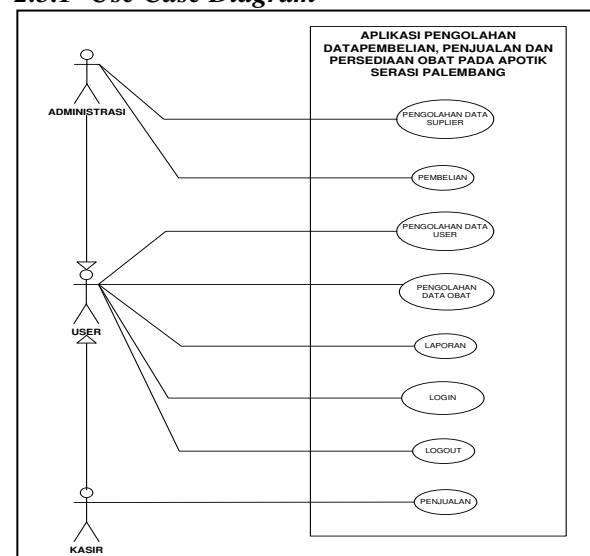 2.3.1 Use Case Diagram
APLIKASI PENGOLAHAN
DATAPEMBELIAN, PENJUALAN DAN
PERSEDIAAN OBAT PADA APOTIK
SERASI PALEMBANG
ADMINISTRASI
PENGOLAHAN DATA
SUPLIER
PEMBELIAN
PENGOLAHAN DATA
USER
PENGOLAHAN
DATA OBAT
USER
LAPORAN
LOGIN
LOGOUT
PENJUALAN
KASIR